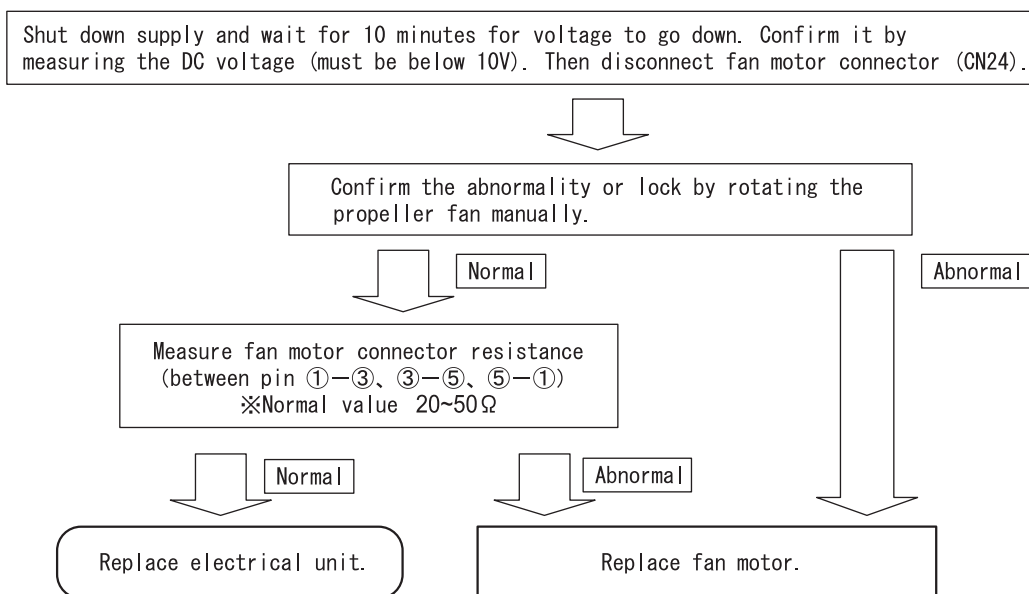 Shut down supply and wait for 10 minutes for voltage to go down. Confirm it by
measuring the DC voltage (must be below 10V). Then disconnect fan motor connector (CN24).
Confirm the abnormality or lock by rotating the
propeller fan manually.
Normal
Abnormal
Measure fan motor connector resistance
(between pin ①－③、③－⑤、⑤－①)
※Normal value 20~50Ω
Normal
Abnormal
Replace electrical unit.
Replace fan motor.